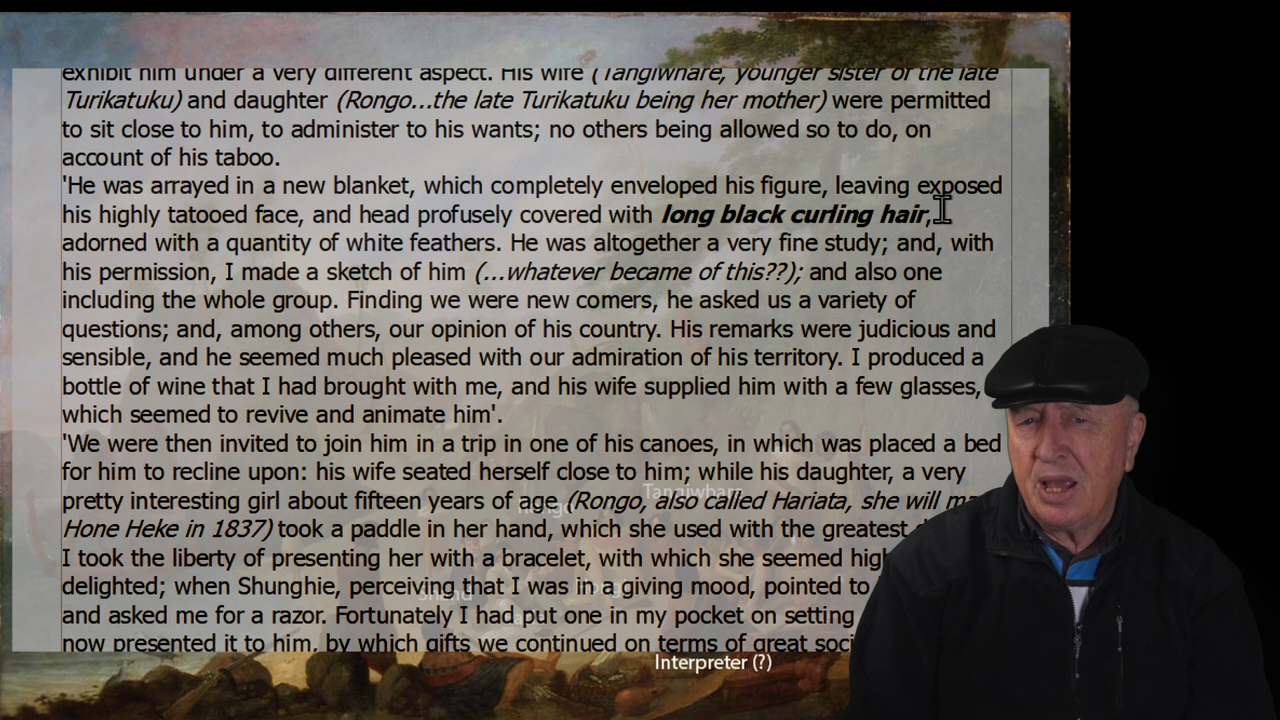 exhibit him under a very different aspect. His wife (Tangiwhare, younger sister of the late
Turikatuku) and daughter (Rongo...the late Turikatuku being her mother) were permitted
to sit close to him, to administer to his wants; no others being allowed so to do, on
account of his taboo.
'He was arrayed in a new blanket, which completely enveloped his figure, leaving exposed
his highly tatooed face, and head profusely covered with long black curling hair,
adorned with a quantity of white feathers. He was altogether a very fine study; and, with
his permission, I made a sketch of him (...whatever became of this??); and also one
including the whole group. Finding we were new comers, he asked us a variety of
questions; and, among others, our opinion of his country. His remarks were judicious and
sensible, and he seemed much pleased with our admiration of his territory. I produced a
bottle of wine that I had brought with me, and his wife supplied him with a few glasses,
which seemed to revive and animate him'.
'We were then invited to join him in a trip in one of his canoes, in which was placed a bed
for him to recline upon: his wife seated herself close to him; while his daughter, a very
pretty interesting girl about fifteen years of age, (Rongo, also called Hariata, she will
Hone Heke in 1837) took a paddle in her hand, which she used with the greatest
I took the liberty of presenting her with a bracelet, with which she seemed
delighted; when Shunghie, perceiving that I was in a giving mood, pointed to
and asked me for a razor. Fortunately I had put one in my pocket on setting
now presented it to him, by which gifts we continued on terms of great
Tangiwhare
Interpreter (?)